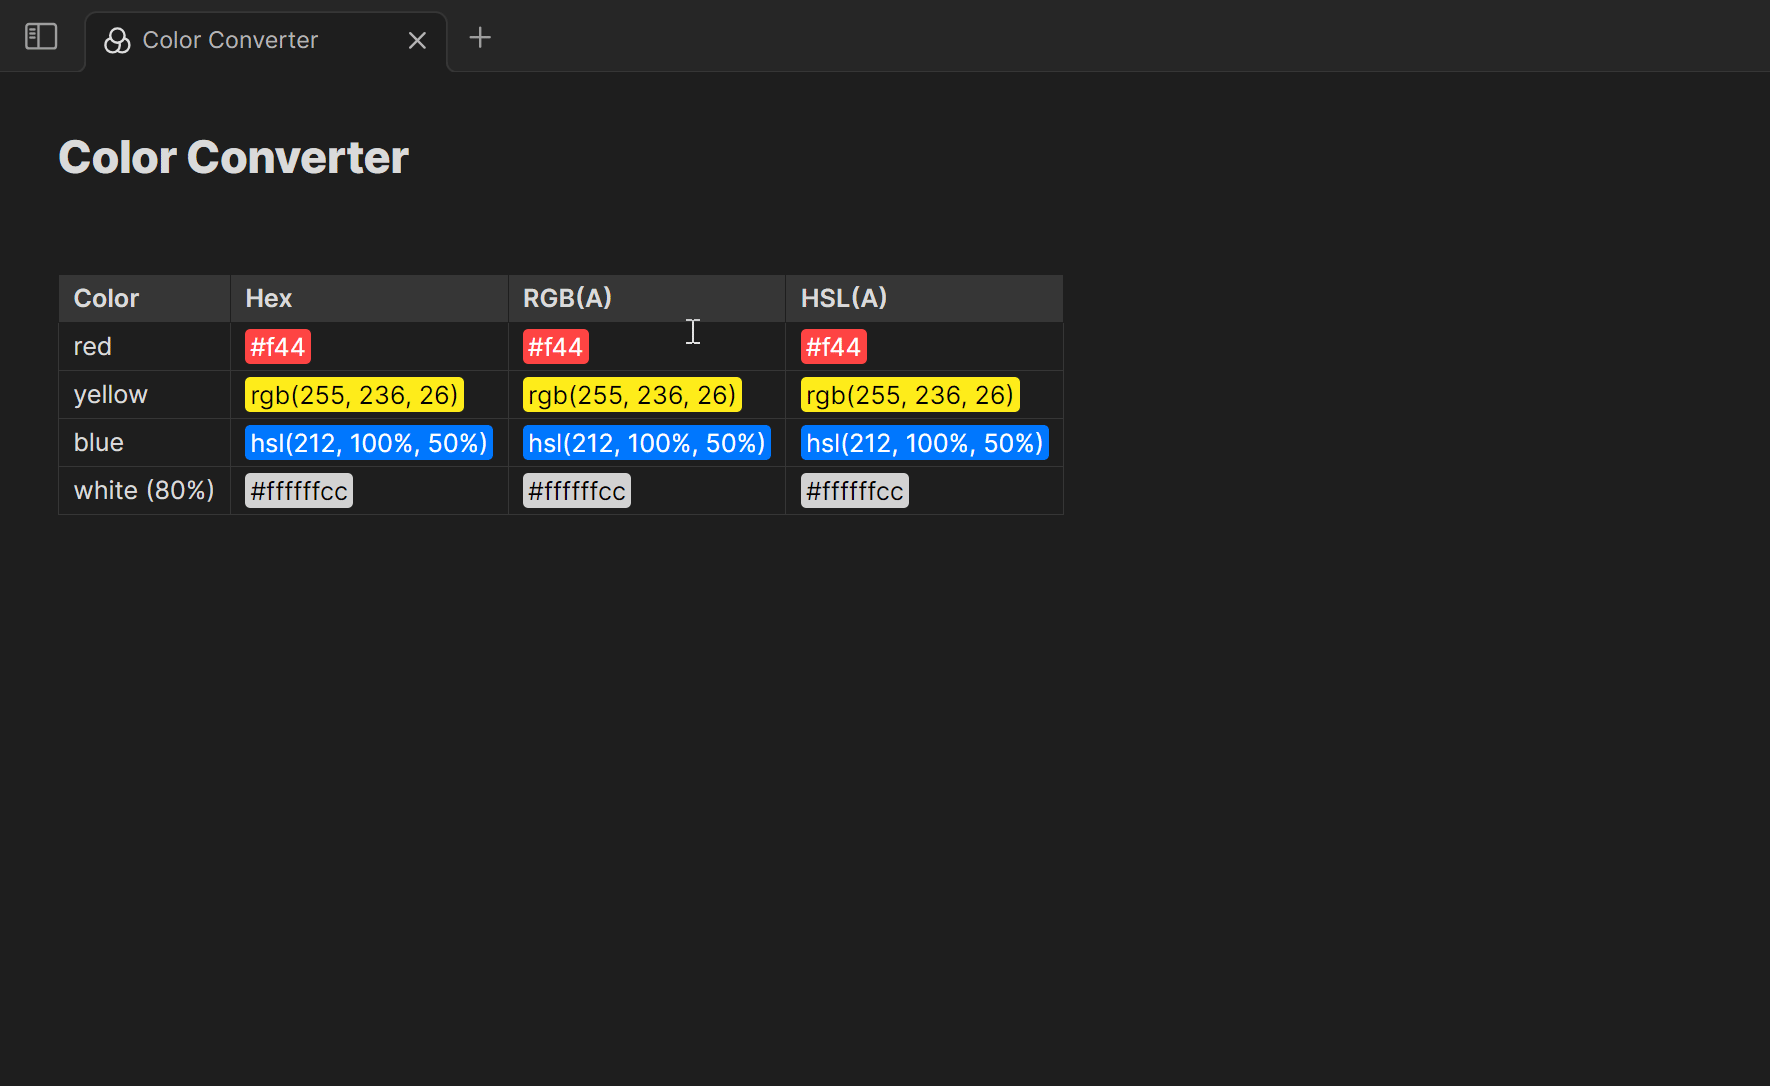 Color Converter
Color Converter
Color Hex RGB(A) HSL(A)
red #f44 #f44 #f44
yellow rgb(255, 236, 26) rgb(255, 236, 26) rgb(255, 236, 26)
blue hsl(212, 100%, 50%) hsl(212, 100%, 50%) hsl(212, 100%, 50%)
white (80%) #ffffffcc #ffffffcc #ffffffcc